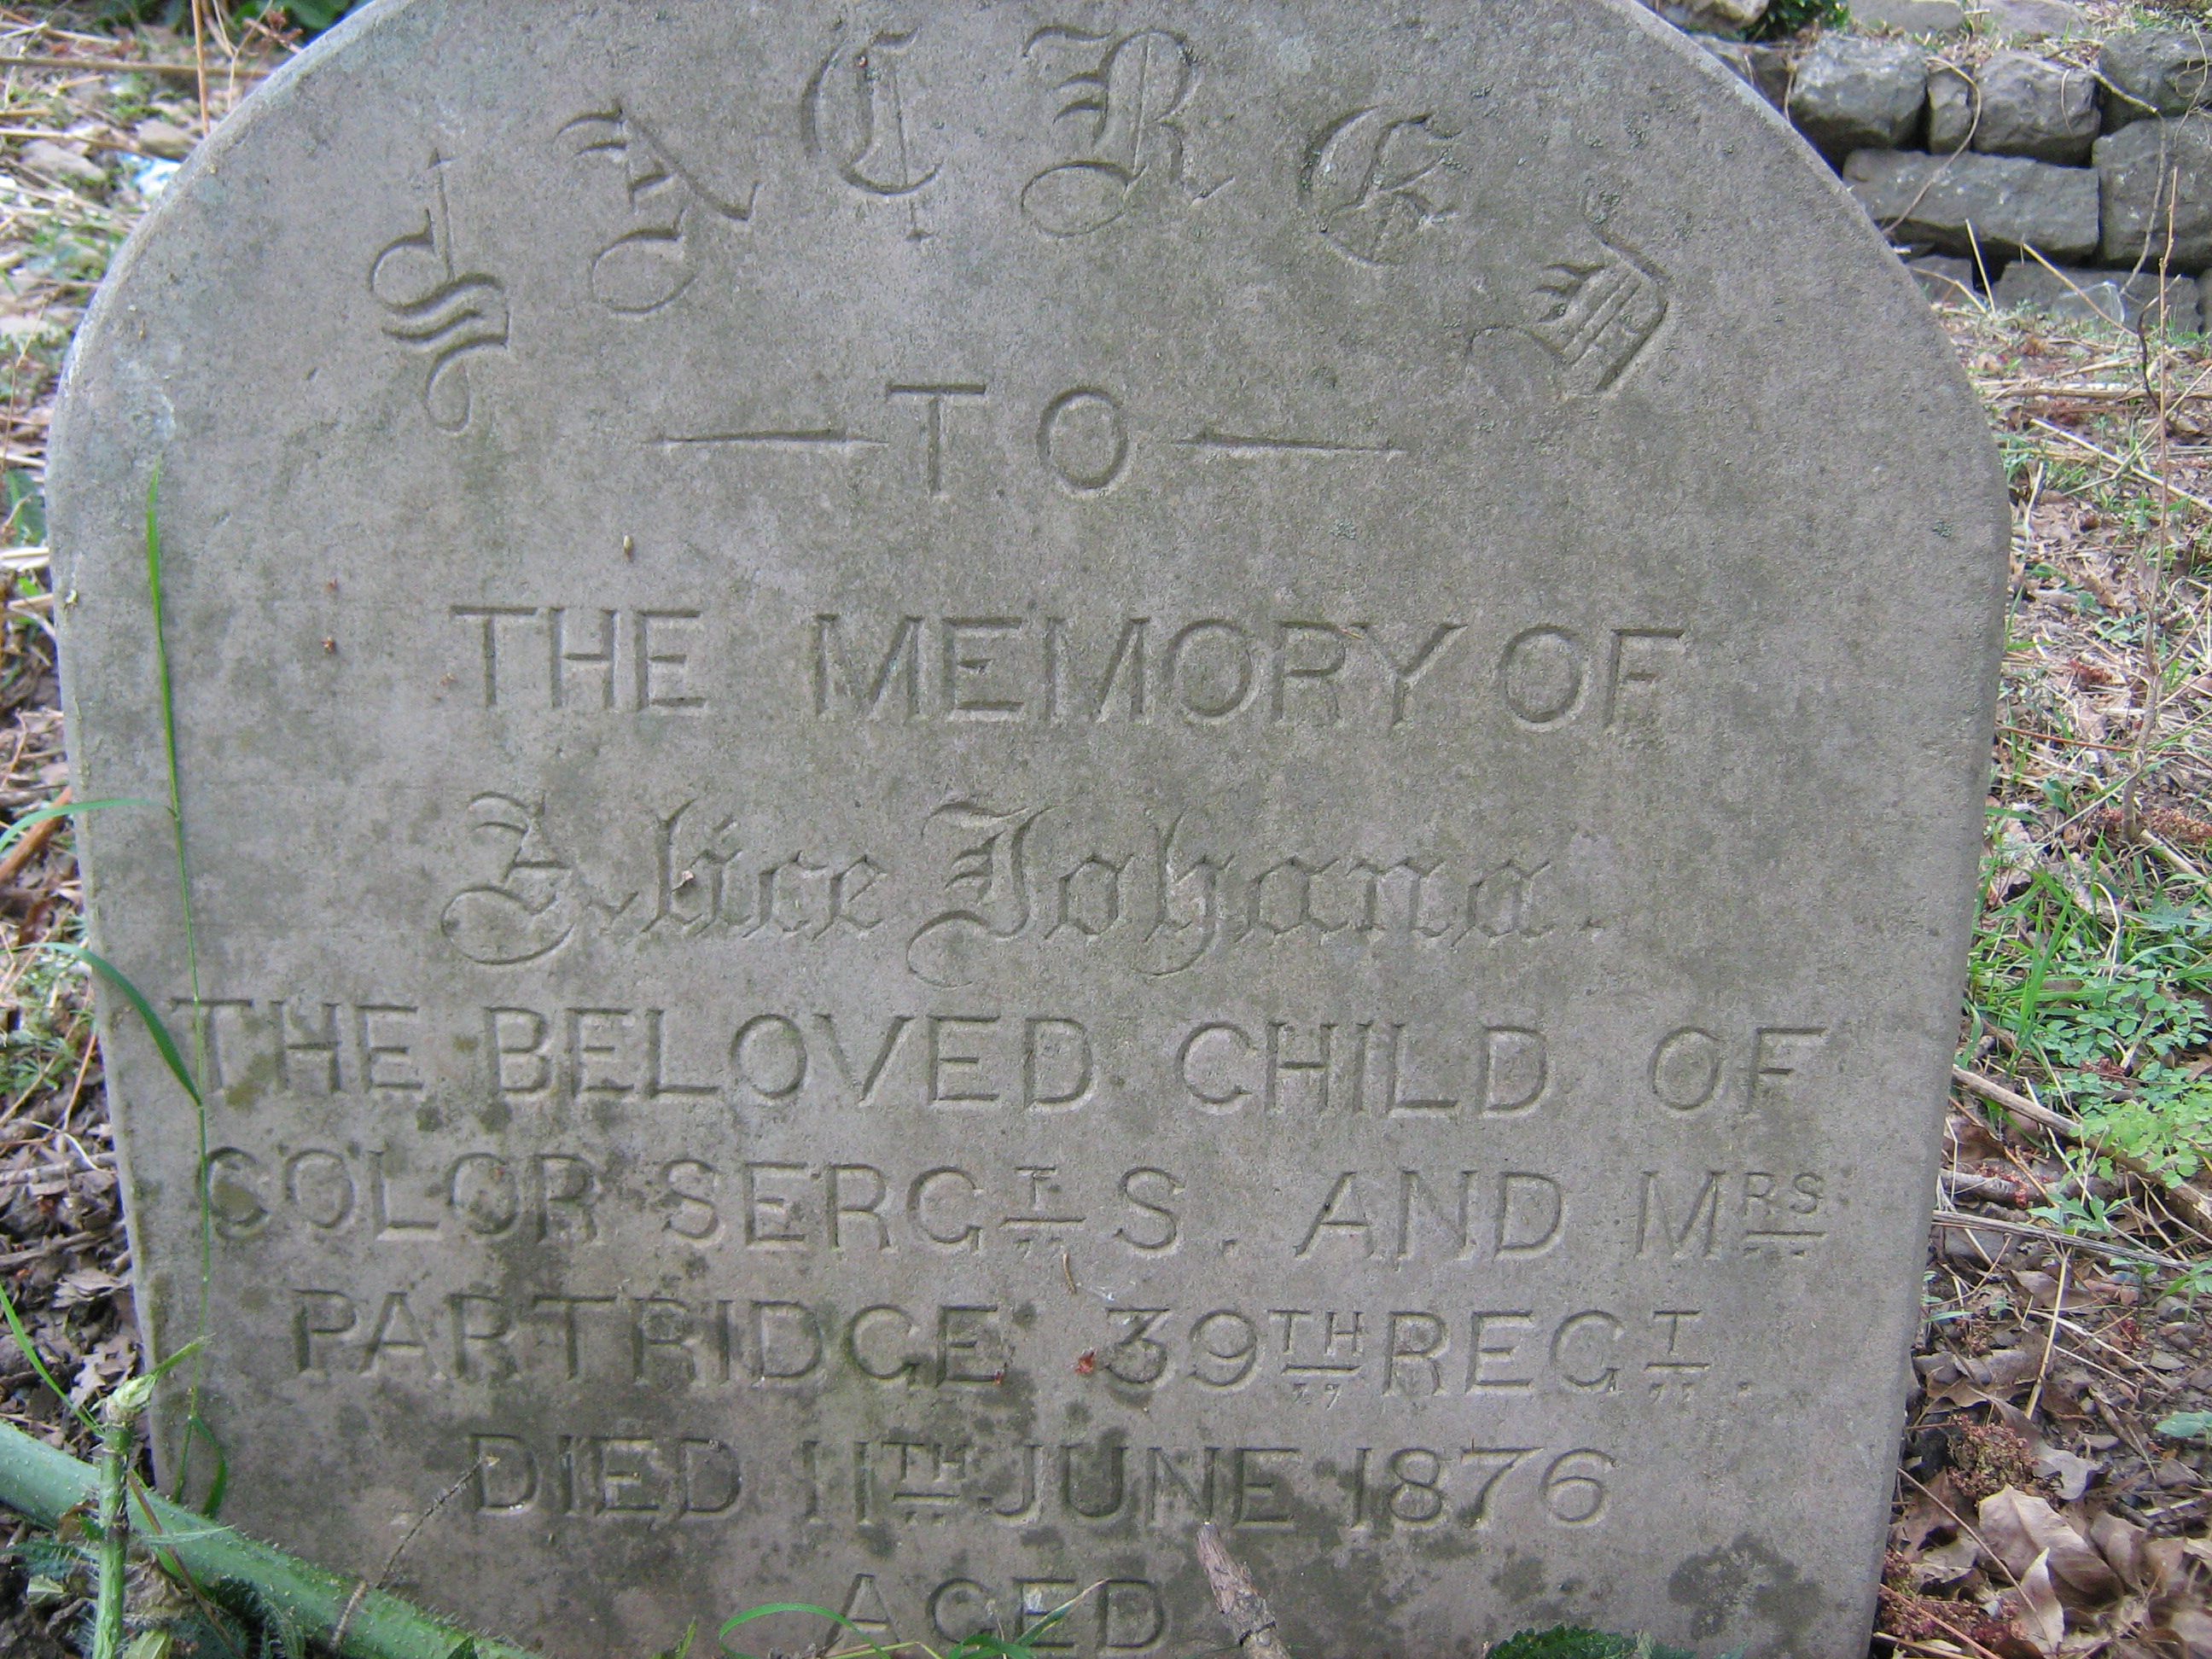 SACRED
TO
THE MEMORY OF
Alice Johana.
THE BELOVED CHILD OF
COLOR SERGT S. AND MRS
PARTRIDGE 39TH REGT.
DIED 11TH JUNE 1876
AGED